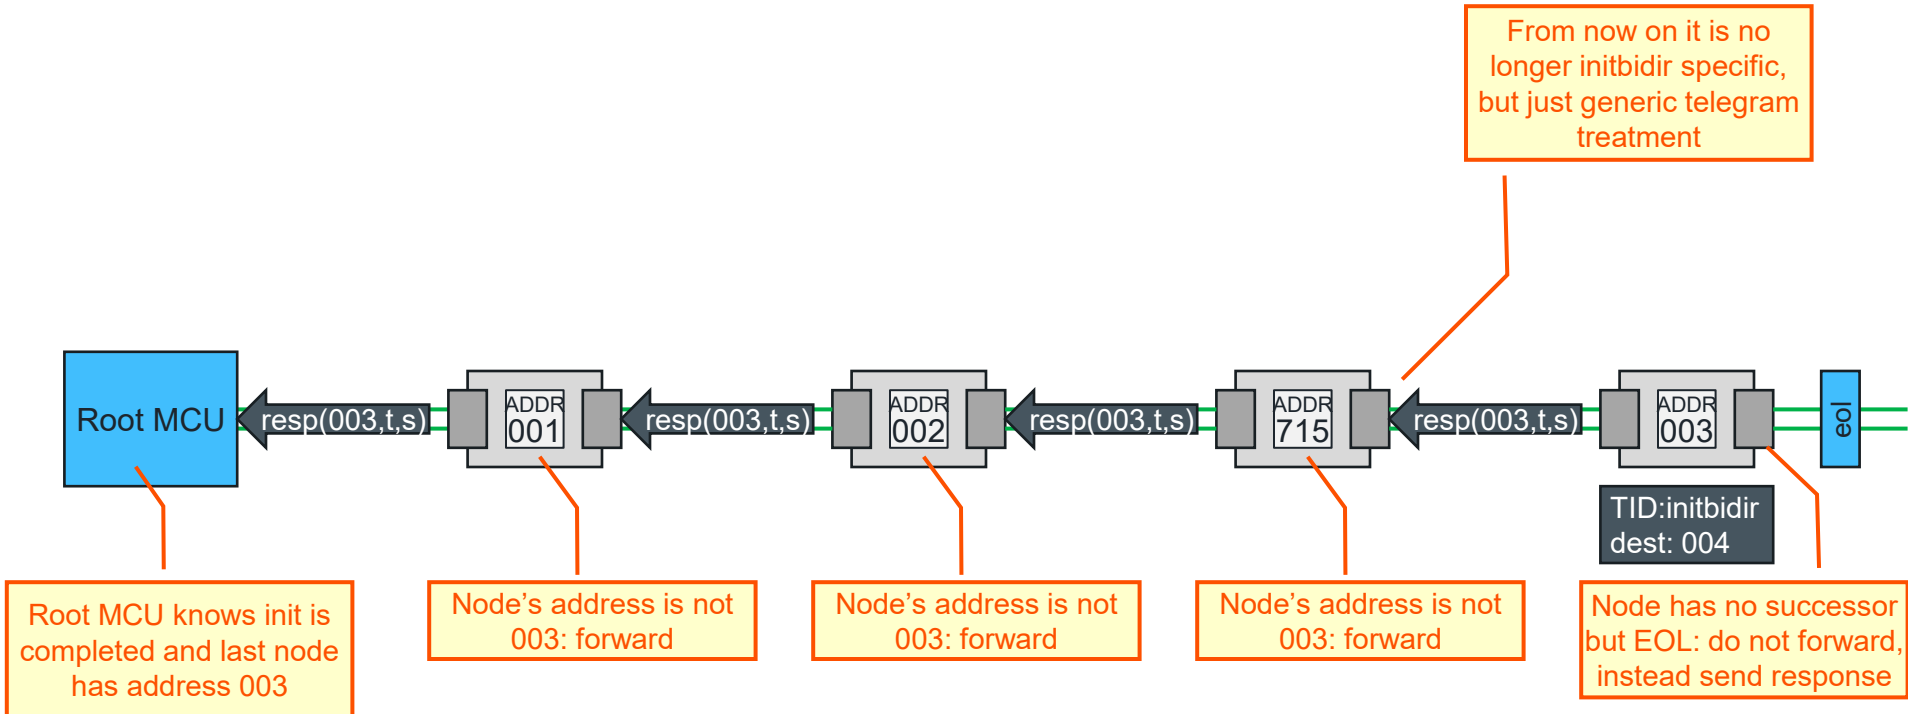 From now on it is no
longer initbidir specific,
but just generic telegram
treatment
Root MCU
resp(003,t,s)
ADDR
001
resp(003,t,s)
ADDR
002
resp(003,t,s)
ADDR
715
resp(003,t,s)
ADDR
003
eol
TID:initbidir
dest: 004
Root MCU knows init is
completed and last node
has address 003
Node’s address is not
003: forward
Node’s address is not
003: forward
Node’s address is not
003: forward
Node has no successor
but EOL: do not forward,
instead send response